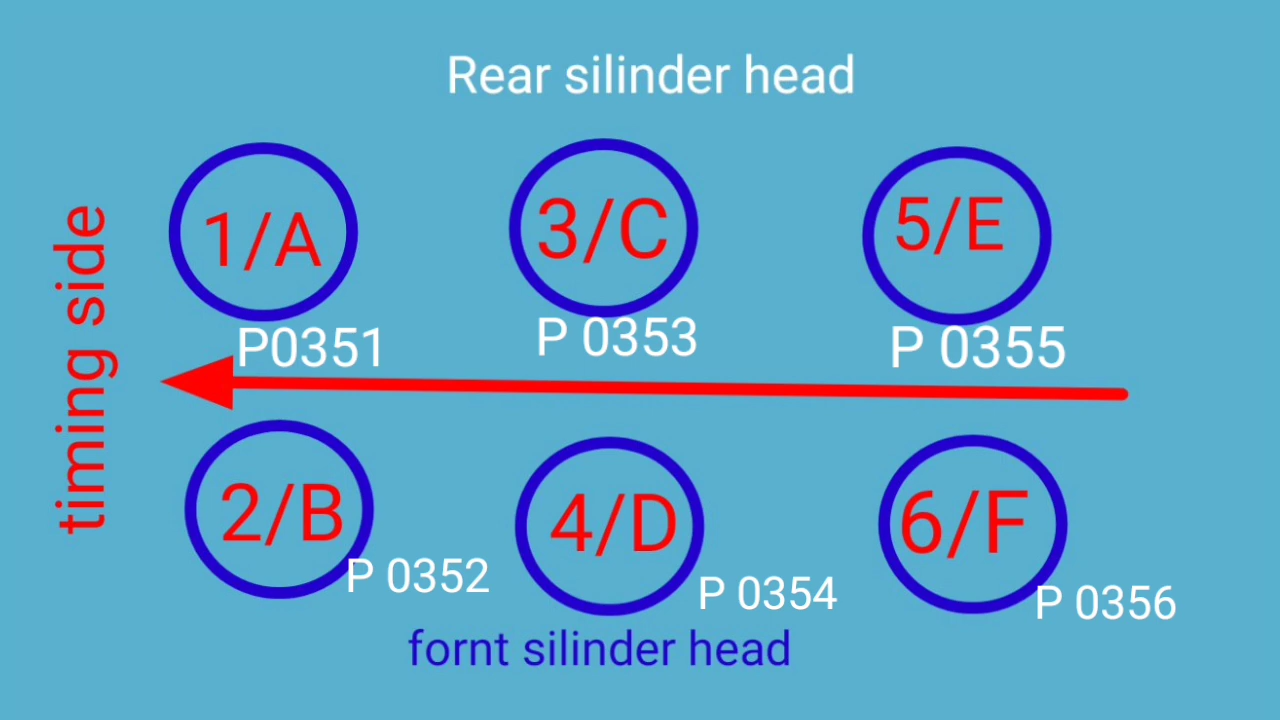 Rear silinder head
timing side
1/A
3/C
5/E
P0351
P 0353
P 0355
2/B
4/D
6/F
P 0352
P 0354
P 0356
fornt silinder head